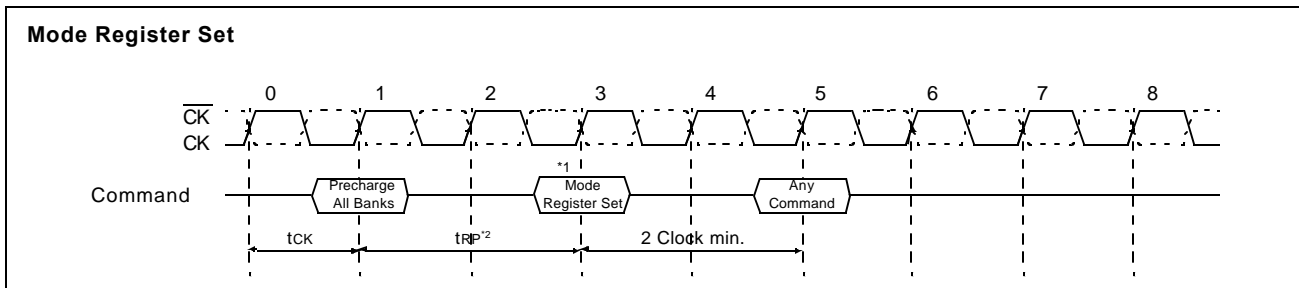 Mode Register Set
0 1 2 3 4 5 6 7 8
CK
CK
*1
Command
Precharge
All Banks
Mode
Register Set
Any
Command
tCK
tRP*2
2 Clock min.